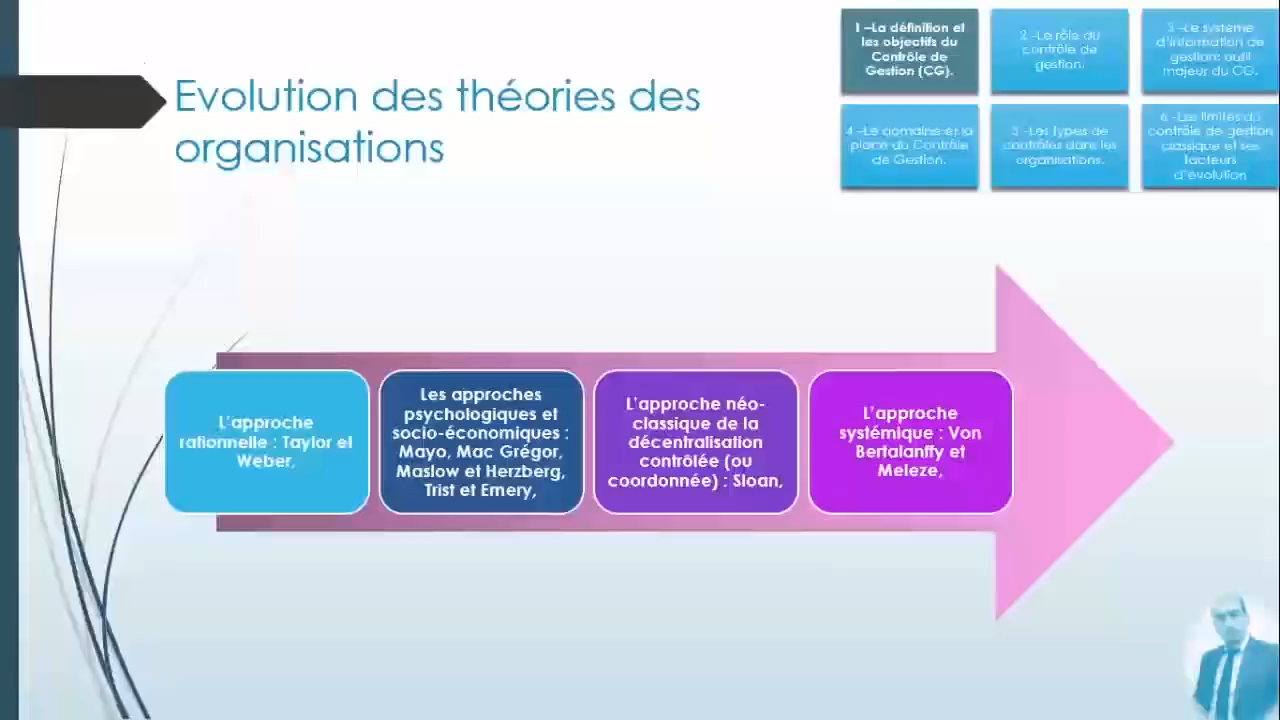 Evolution des théories des
organisations
1 –La définition et
les objectifs du
Contrôle de
Gestion (CG).
2 –Le rôle du
contrôle de
gestion.
3 –Le système
d'information de
gestion: outil
majeur du CG.
4 –Le domaine et la
place du Contrôle
de Gestion.
5 –Les types de
contrôles dans les
organisations.
6 –Les limites du
contrôle de gestion
classique et ses
facteurs
d'évolution
L'approche
rationnelle : Taylor et
Weber,
Les approches
psychologiques et
socio-économiques :
Mayo, Mac Grégor,
Maslow et Herzberg,
Trist et Emery,
L'approche néo-
classique de la
décentralisation
contrôlée (ou
coordonnée) : Sloan,
L'approche
systémique : Von
Bertalanffy et
Meleze,